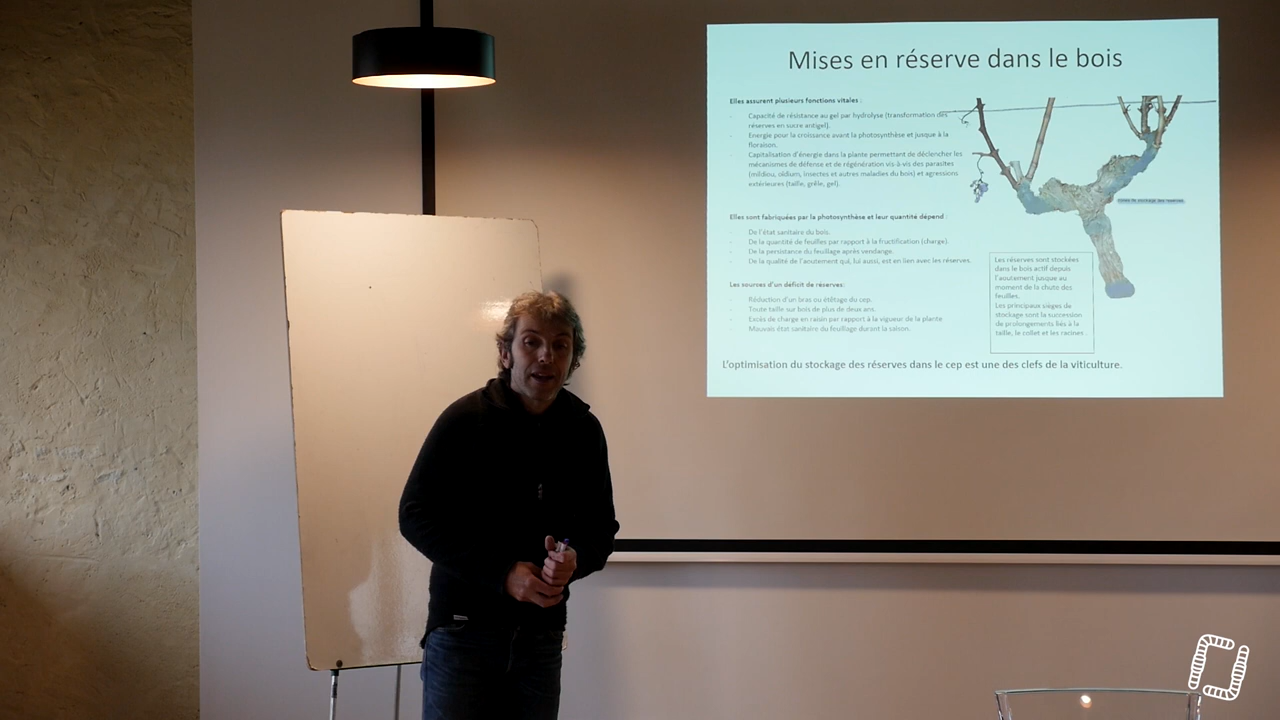 Mises en réserve dans le bois
Elles assurent plusieurs fonctions vitales :
- Capacité de résistance au gel par hydrolyse (transformation des
réserves en sucre antigel).
- Energie pour la croissance avant la photosynthèse et jusque à la
floraison.
- Capitalisation d'énergie dans la plante permettant de déclencher les
mécanismes de défense et de régénération vis-à-vis des parasites
(mildiou, oïdium, insectes et autres maladies du bois) et agressions
extérieures (taille, grêle, gel).
Zones de stockage des réserves
Elles sont fabriquées par la photosynthèse et leur quantité dépend :
- De l'état sanitaire du bois.
- De la quantité de feuilles par rapport à la fructification (charge).
- De la persistance du feuillage après vendange.
- De la qualité de l'aoutement qui, lui aussi, est en lien avec les réserves.
Les réserves sont stockées
dans le bois actif depuis
l'aoutement jusque au
moment de la chute des
feuilles.
Les principaux sièges de
stockage sont la succession
de prolongements liés à la
taille, le collet et les racines .
Les sources d'un déficit de réserves:
- Réduction d'un bras ou étêtage du cep.
- Toute taille sur bois de plus de deux ans.
- Excès de charge en raisin par rapport à la vigueur de la plante
Mauvais état sanitaire du feuillage durant la saison.
L'optimisation du stockage des réserves dans le cep est une des clefs de la viticulture.